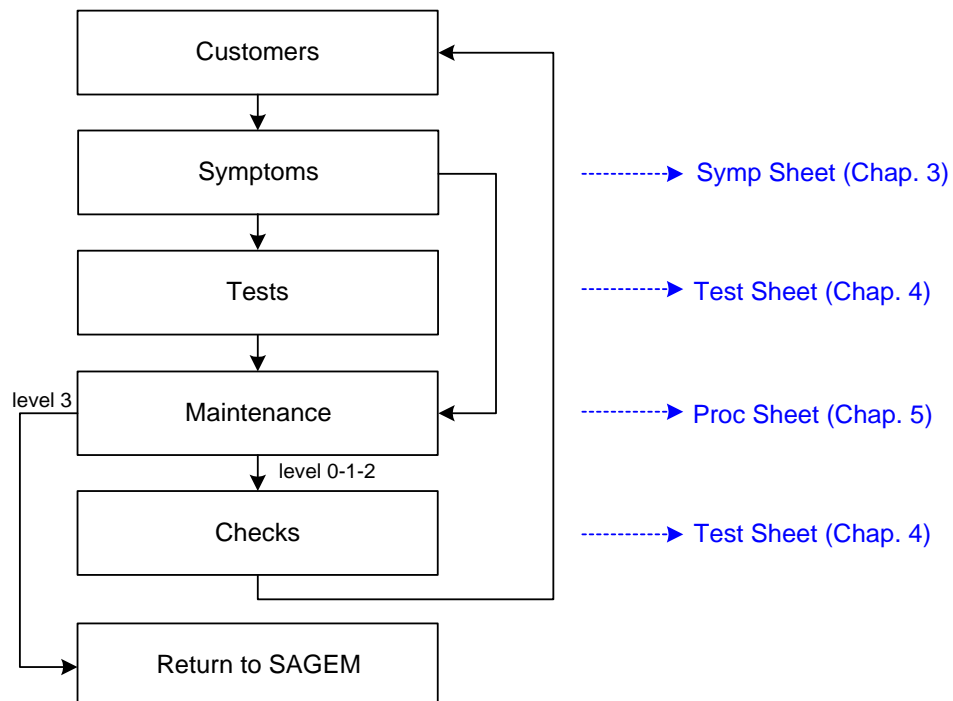 Customers
Symptoms
Symp Sheet (Chap. 3)
Tests
Test Sheet (Chap. 4)
level 3
Maintenance
Proc Sheet (Chap. 5)
level 0-1-2
Checks
Test Sheet (Chap. 4)
Return to SAGEM